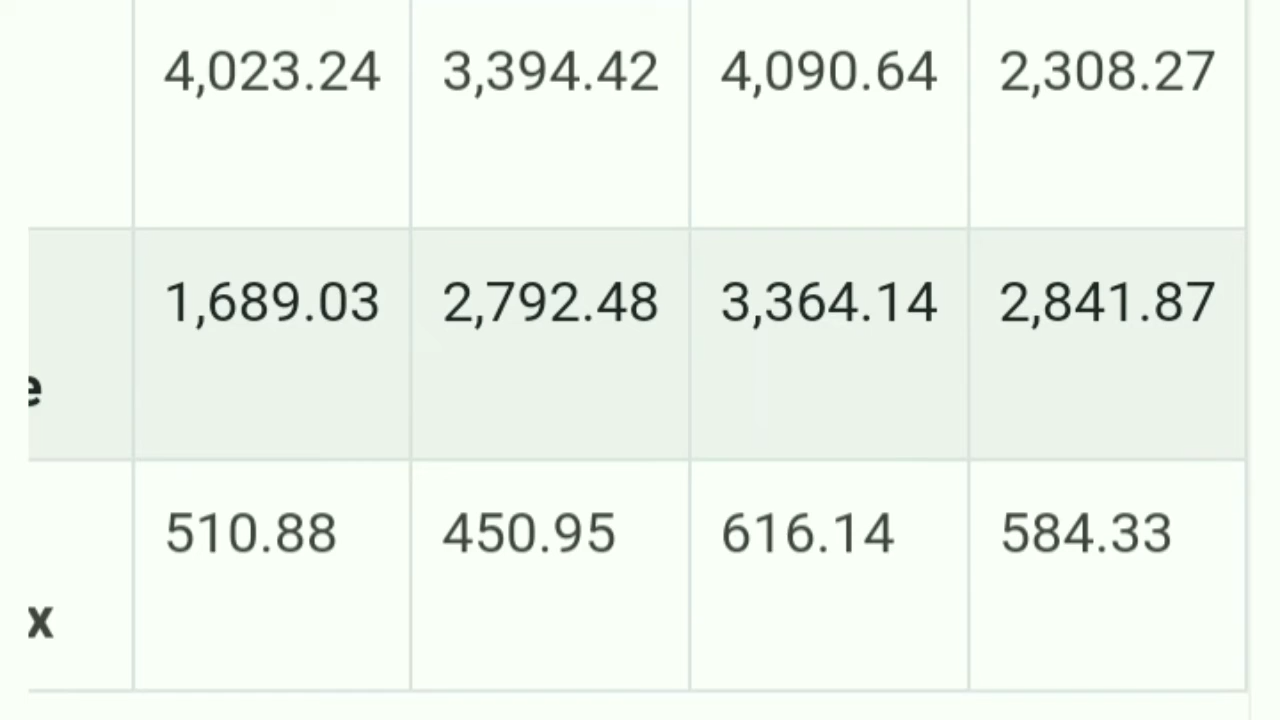 4,023.24 3,394.42 4,090.64 2,308.27
1,689.03 2,792.48 3,364.14 2,841.87
e
510.88 450.95 616.14 584.33
x